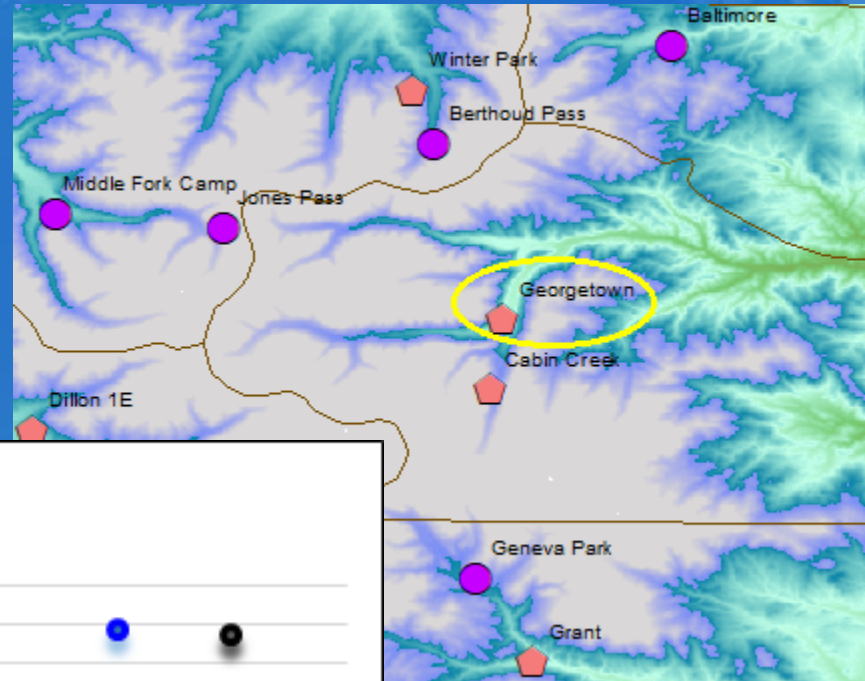 Baltimore
Winter Park
Berthoud Pass
Middle Fork Camp
Jones Pass
Georgetown
Cabin Creek
Dillon 1E
Geneva Park
Grant